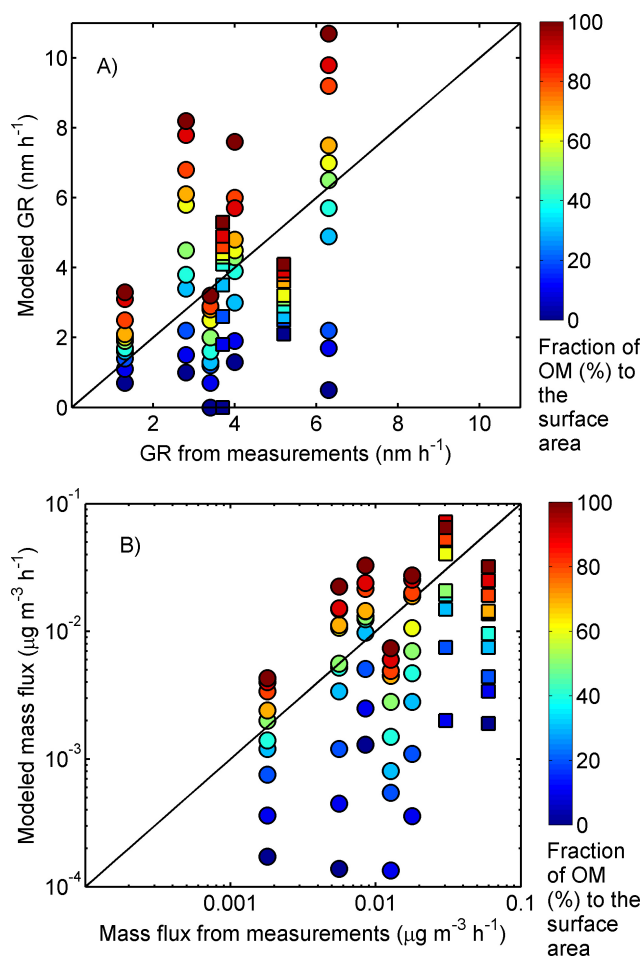 A)
Modeled GR (nm h⁻¹)
10
8
6
4
2
0
2
4
6
8
10
GR from measurements (nm h⁻¹)
100
80
60
40
20
0
Fraction of
OM (%) to
the
surface
area
B)
Modeled mass flux (μg m⁻³ h⁻¹)
10⁻¹
10⁻²
10⁻³
10⁻⁴
0.001
0.01
0.1
Mass flux from measurements (μg m⁻³ h⁻¹)
100
80
60
40
20
0
Fraction
of OM
(%) to the
surface
area